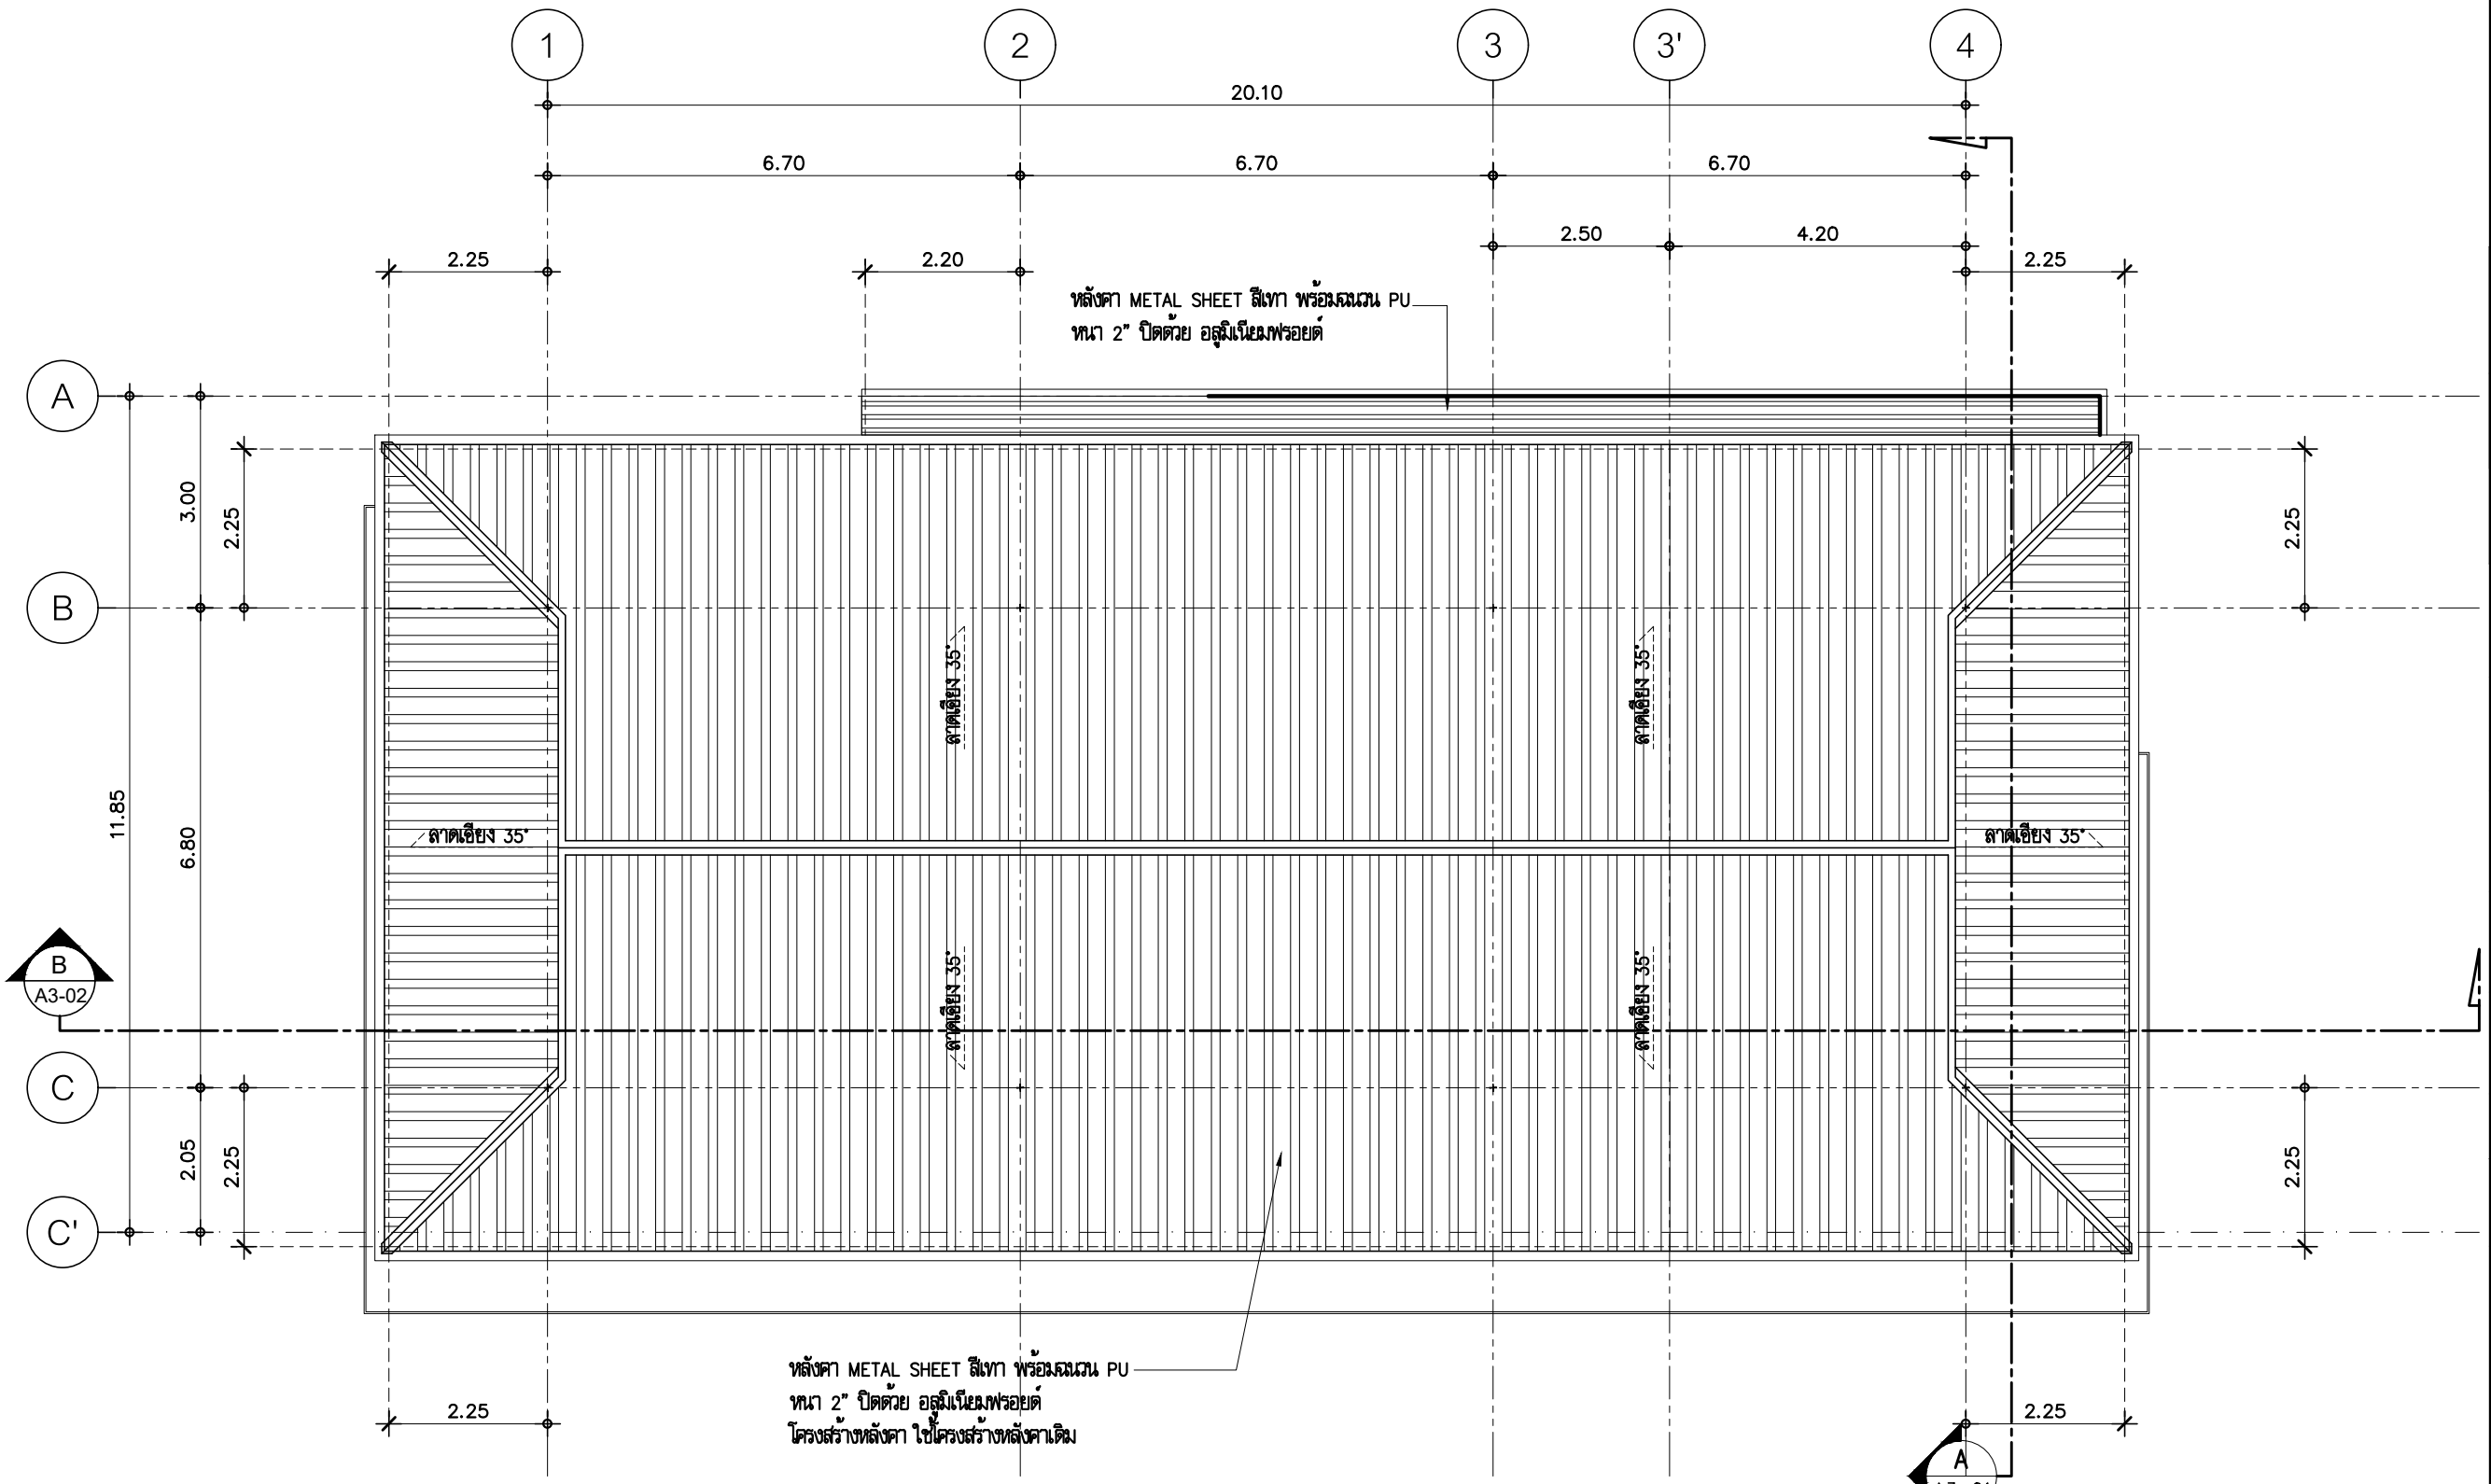 1
2
3
3'
4
20.10
6.70
6.70
6.70
2.50
4.20
2.25
2.20
2.25
หลังคา METAL SHEET สีเทา พร้อมฉนวน PU
หนา 2" ปิดด้วย อลูมิเนียมฟรอยด์
A
3.00
2.25
2.25
B
ลาดเอียง 35°
ลาดเอียง 35°
11.85
6.80
ลาดเอียง 35°
ลาดเอียง 35°
B
A3-02
ลาดเอียง 35°
ลาดเอียง 35°
C
2.05
2.25
2.25
C'
หลังคา METAL SHEET สีเทา พร้อมฉนวน PU
หนา 2" ปิดด้วย อลูมิเนียมฟรอยด์
โครงสร้างหลังคา ใช้โครงสร้างหลังคาเดิม
2.25
2.25
A